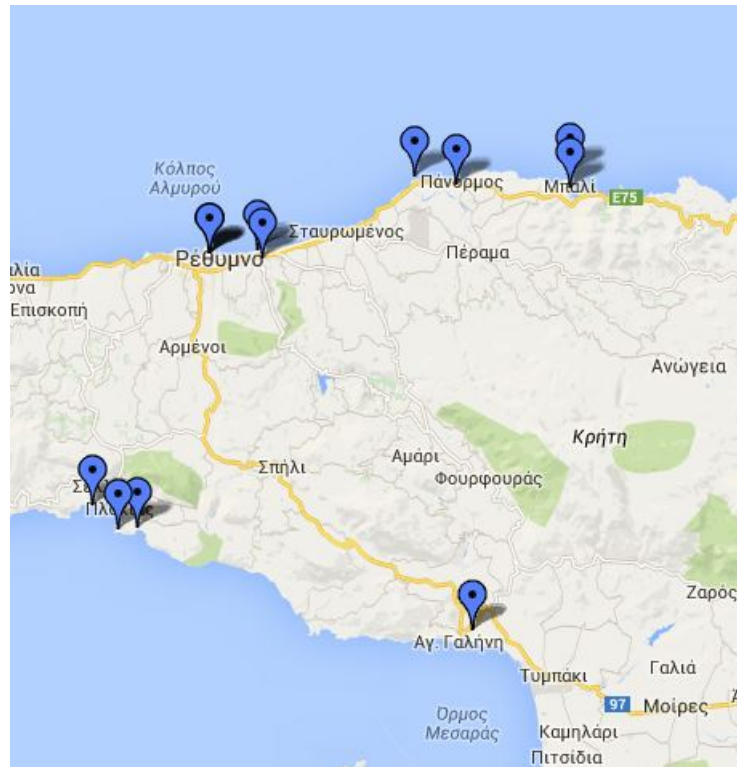 Κόλπος
Αλμυρού
Πάνορμος
Μπαλί
E75
Σταυρωμένος
Ρέθυμνο
Πέραμα
Επισκοπή
Αρμένοι
Ανώγεια
Κρήτη
Αμάρι
Σπήλι
Φουρφουράς
Ζαρός
Αγ. Γαλήνη
Τυμπάκι
Γαλιά
97
Μοίρες
Όρμος
Μεσαράς
Καμηλάρι
Πιτσίδια